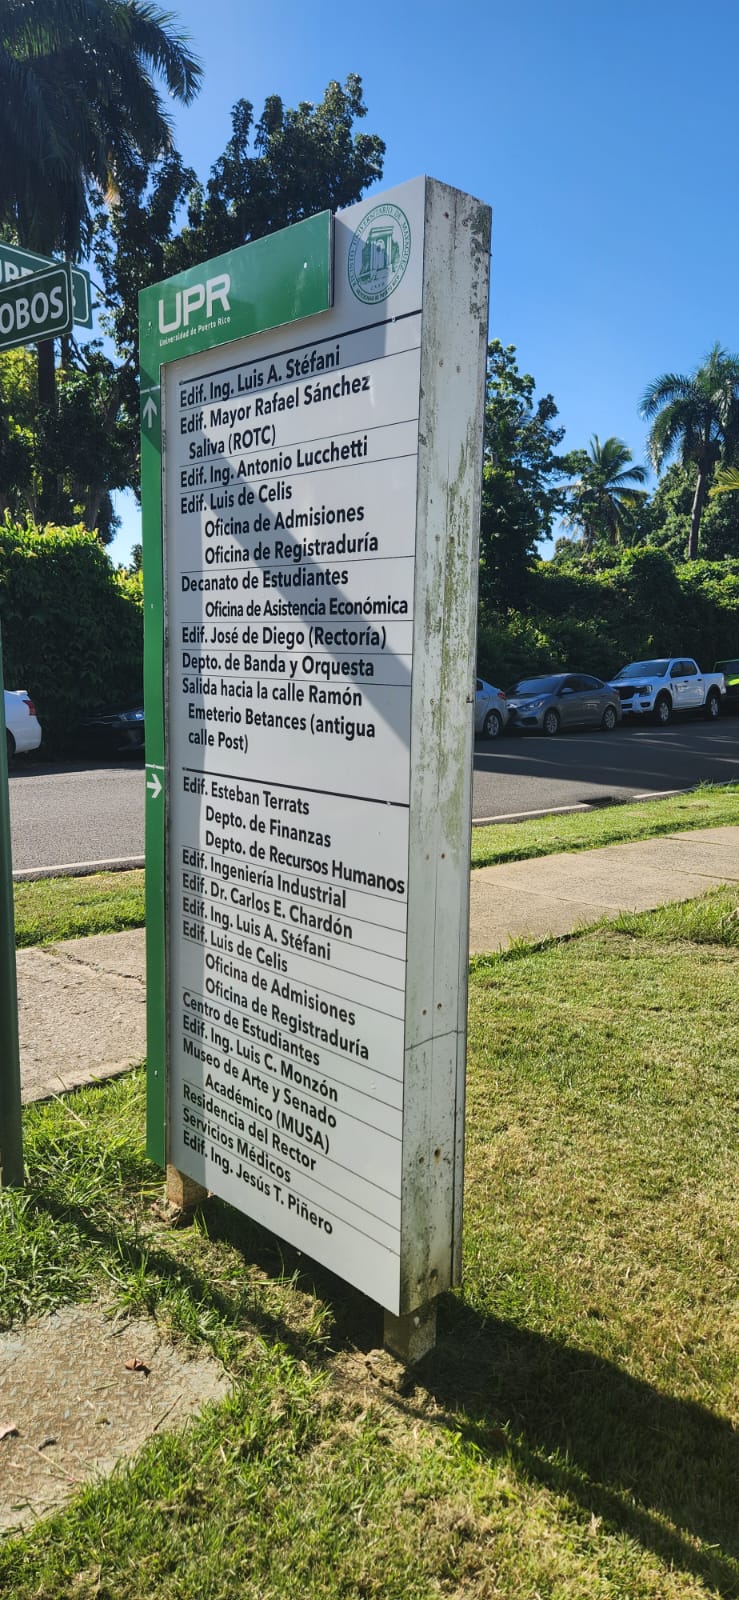 OBOS
UPR
Universidad de Puerto Rico
RECINTO UNIVERSITARIO DE MAYAGÜEZ
Edif. Ing. Luis A. Stéfani
Edif. Mayor Rafael Sánchez
Saliva (ROTC)
Edif. Ing. Antonio Lucchetti
Edif. Luis de Celis
Oficina de Admisiones
Oficina de Registraduría
Decanato de Estudiantes
Oficina de Asistencia Económica
Edif. José de Diego (Rectoría)
Depto. de Banda y Orquesta
Salida hacia la calle Ramón
Emeterio Betances (antigua
calle Post)
Edif. Esteban Terrats
Depto. de Finanzas
Depto. de Recursos Humanos
Edif. Ingeniería Industrial
Edif. Dr. Carlos E. Chardón
Edif. Ing. Luis A. Stéfani
Edif. Luis de Celis
Oficina de Admisiones
Oficina de Registraduría
Centro de Estudiantes
Edif. Ing. Luis C. Monzón
Museo de Arte y Senado
Académico (MUSA)
Residencia del Rector
Servicios Médicos
Edif. Ing. Jesús T. Piñero